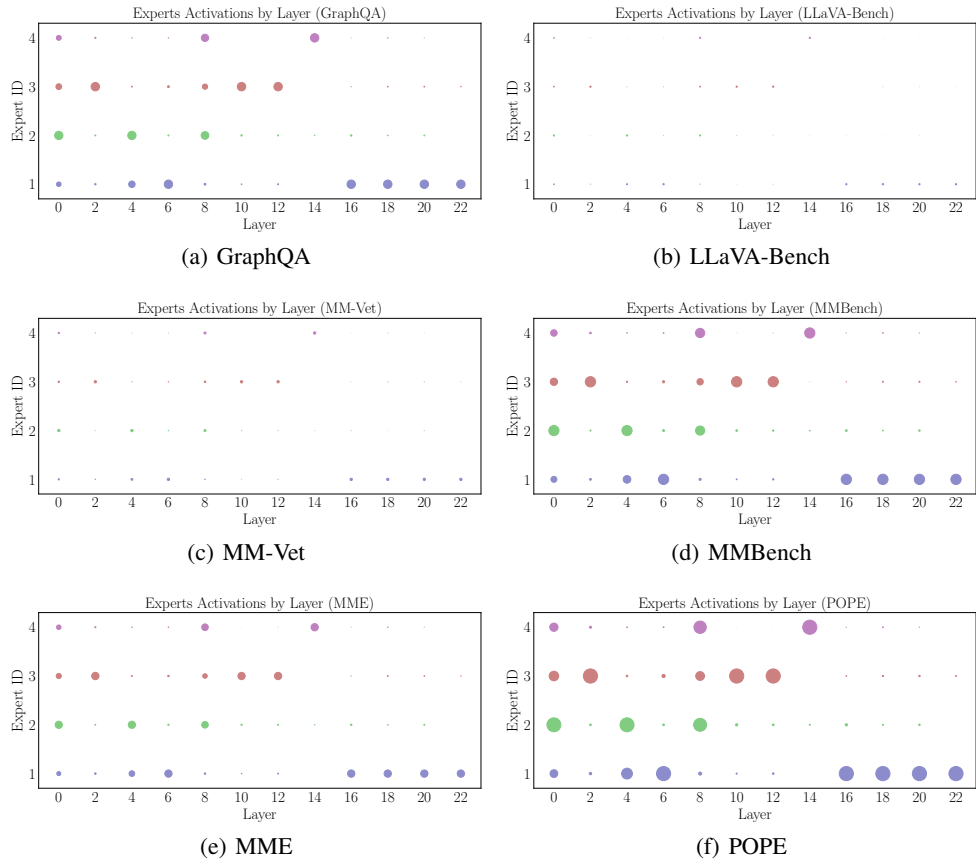 Experts Activations by Layer (GraphQA)
Expert ID
4
3
2
1
0 2 4 6 8 10 12 14 16 18 20 22
Layer
(a) GraphQA
Experts Activations by Layer (LLaVA-Bench)
Expert ID
4
3
2
1
0 2 4 6 8 10 12 14 16 18 20 22
Layer
(b) LLaVA-Bench
Experts Activations by Layer (MM-Vet)
Expert ID
4
3
2
1
0 2 4 6 8 10 12 14 16 18 20 22
Layer
(c) MM-Vet
Experts Activations by Layer (MMBench)
Expert ID
4
3
2
1
0 2 4 6 8 10 12 14 16 18 20 22
Layer
(d) MMBench
Experts Activations by Layer (MME)
Expert ID
4
3
2
1
0 2 4 6 8 10 12 14 16 18 20 22
Layer
(e) MME
Experts Activations by Layer (POPE)
Expert ID
4
3
2
1
0 2 4 6 8 10 12 14 16 18 20 22
Layer
(f) POPE